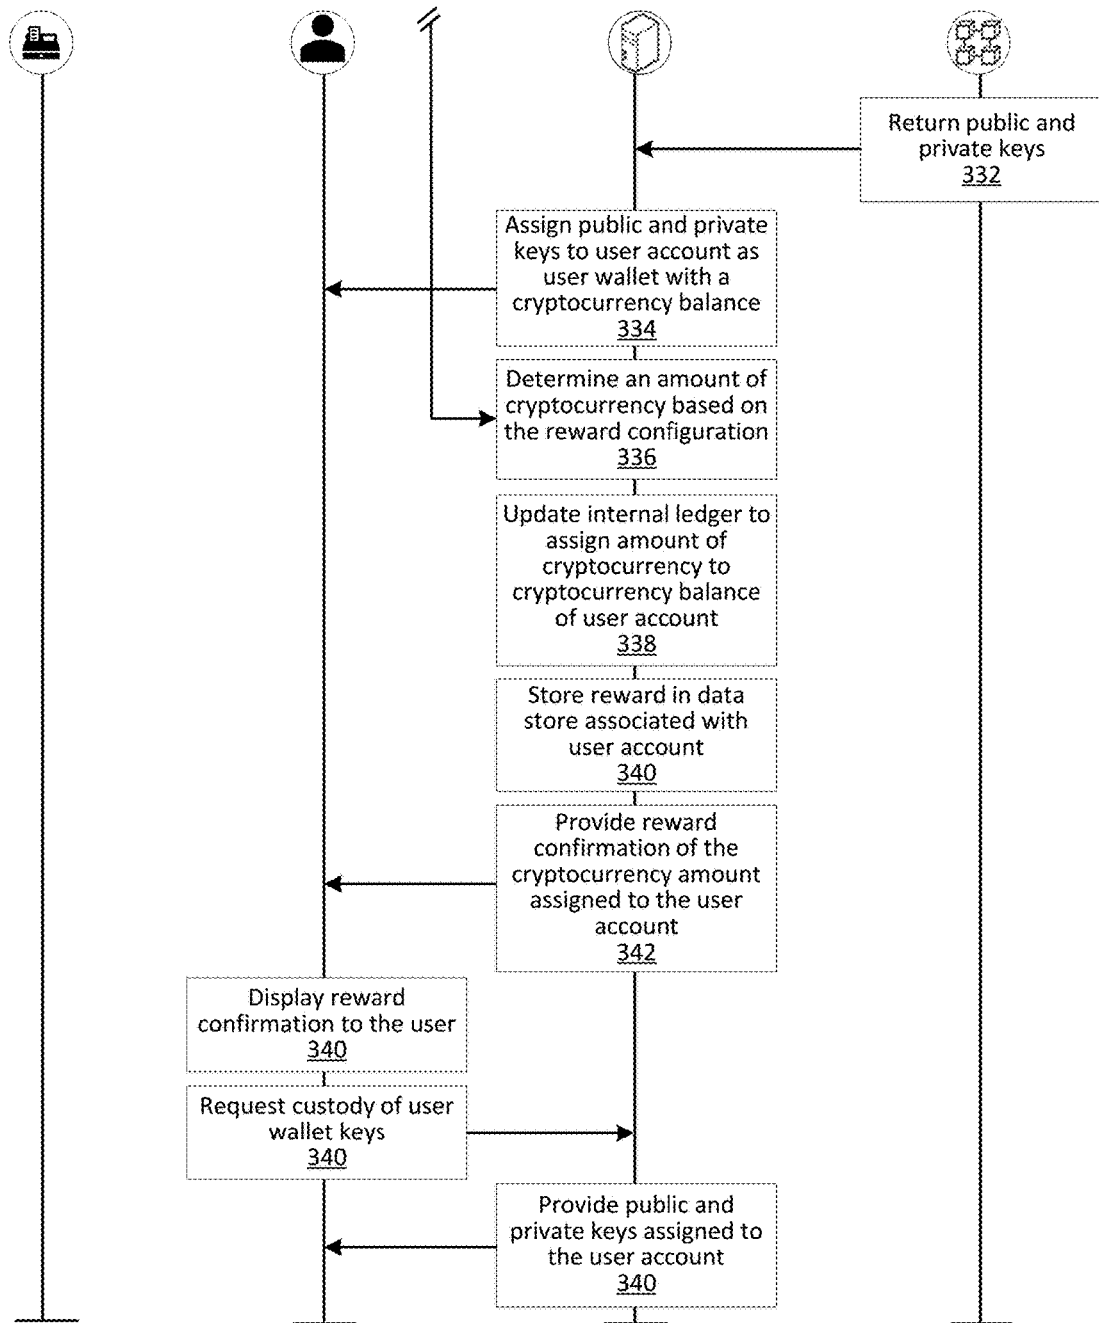 Return public and
private keys
332
Assign public and private
keys to user account as
user wallet with a
cryptocurrency balance
334
Determine an amount of
cryptocurrency based on
the reward configuration
336
Update internal ledger to
assign amount of
cryptocurrency to
cryptocurrency balance
of user account
338
Store reward in data
store associated with
user account
340
Provide reward
confirmation of the
cryptocurrency amount
assigned to the user
account
342
Display reward
confirmation to the user
340
Request custody of user
wallet keys
340
Provide public and
private keys assigned to
the user account
340